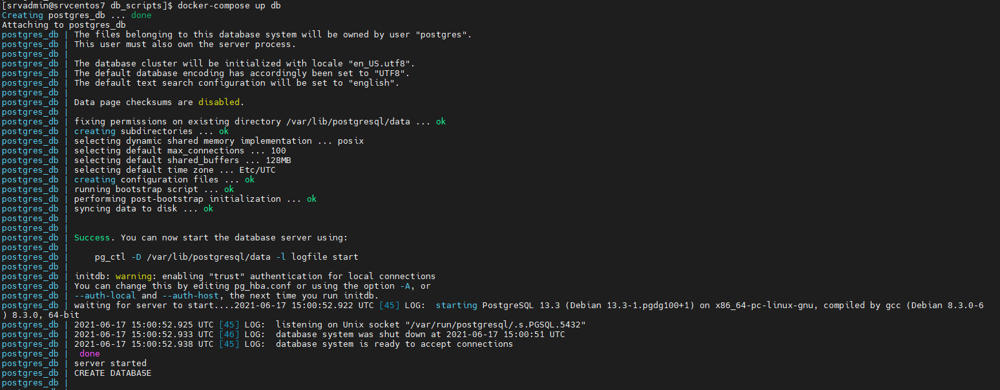 [srvadmin@srvcentos7 db_scripts]$ docker-compose up db
Creating postgres_db ... done
Attaching to postgres_db
postgres_db | The files belonging to this database system will be owned by user "postgres".
postgres_db | This user must also own the server process.
postgres_db |
postgres_db | The database cluster will be initialized with locale "en_US.utf8".
postgres_db | The default database encoding has accordingly been set to "UTF8".
postgres_db | The default text search configuration will be set to "english".
postgres_db |
postgres_db | Data page checksums are disabled.
postgres_db |
postgres_db | fixing permissions on existing directory /var/lib/postgresql/data ... ok
postgres_db | creating subdirectories ... ok
postgres_db | selecting dynamic shared memory implementation ... posix
postgres_db | selecting default max_connections ... 100
postgres_db | selecting default shared_buffers ... 128MB
postgres_db | selecting default time zone ... Etc/UTC
postgres_db | creating configuration files ... ok
postgres_db | running bootstrap script ... ok
postgres_db | performing post-bootstrap initialization ... ok
postgres_db | syncing data to disk ... ok
postgres_db |
postgres_db |
postgres_db | Success. You can now start the database server using:
postgres_db |
postgres_db |     pg_ctl -D /var/lib/postgresql/data -l logfile start
postgres_db |
postgres_db | initdb: warning: enabling "trust" authentication for local connections
postgres_db | You can change this by editing pg_hba.conf or using the option -A, or
postgres_db | --auth-local and --auth-host, the next time you run initdb.
postgres_db | waiting for server to start....2021-06-17 15:00:52.922 UTC [45] LOG:  starting PostgreSQL 13.3 (Debian 13.3-1.pgdg100+1) on x86_64-pc-linux-gnu, compiled by gcc (Debian 8.3.0-6
) 8.3.0, 64-bit
postgres_db | 2021-06-17 15:00:52.925 UTC [45] LOG:  listening on Unix socket "/var/run/postgresql/.s.PGSQL.5432"
postgres_db | 2021-06-17 15:00:52.933 UTC [46] LOG:  database system was shut down at 2021-06-17 15:00:51 UTC
postgres_db | 2021-06-17 15:00:52.938 UTC [45] LOG:  database system is ready to accept connections
postgres_db |  done
postgres_db | server started
postgres_db | CREATE DATABASE
postgres_db |